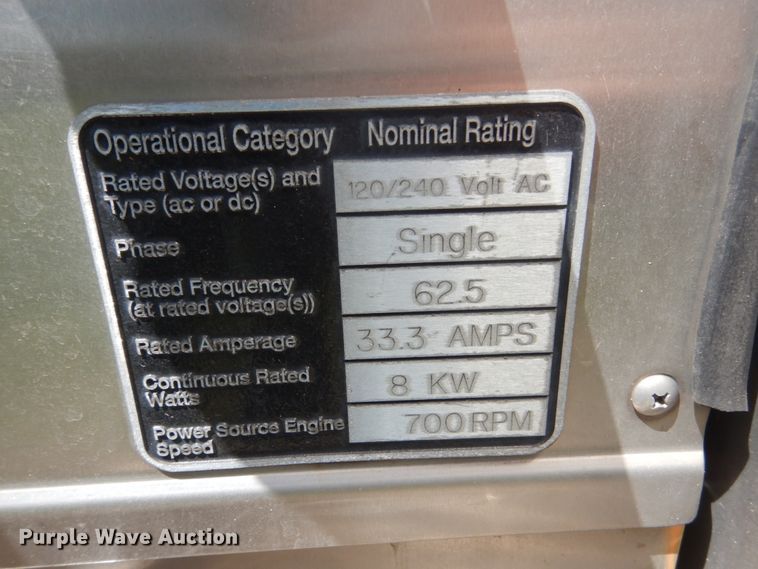 Operational Category Nominal Rating
Rated Voltage(s) and
Type (ac or dc)
120/240 Volt AC
Phase
Single
Rated Frequency
(at rated voltage(s))
62.5
Rated Amperage
33.3 AMPS
Continuous Rated
Watts
8 KW
Power Source Engine
Speed
700RPM
Purple Wave Auction